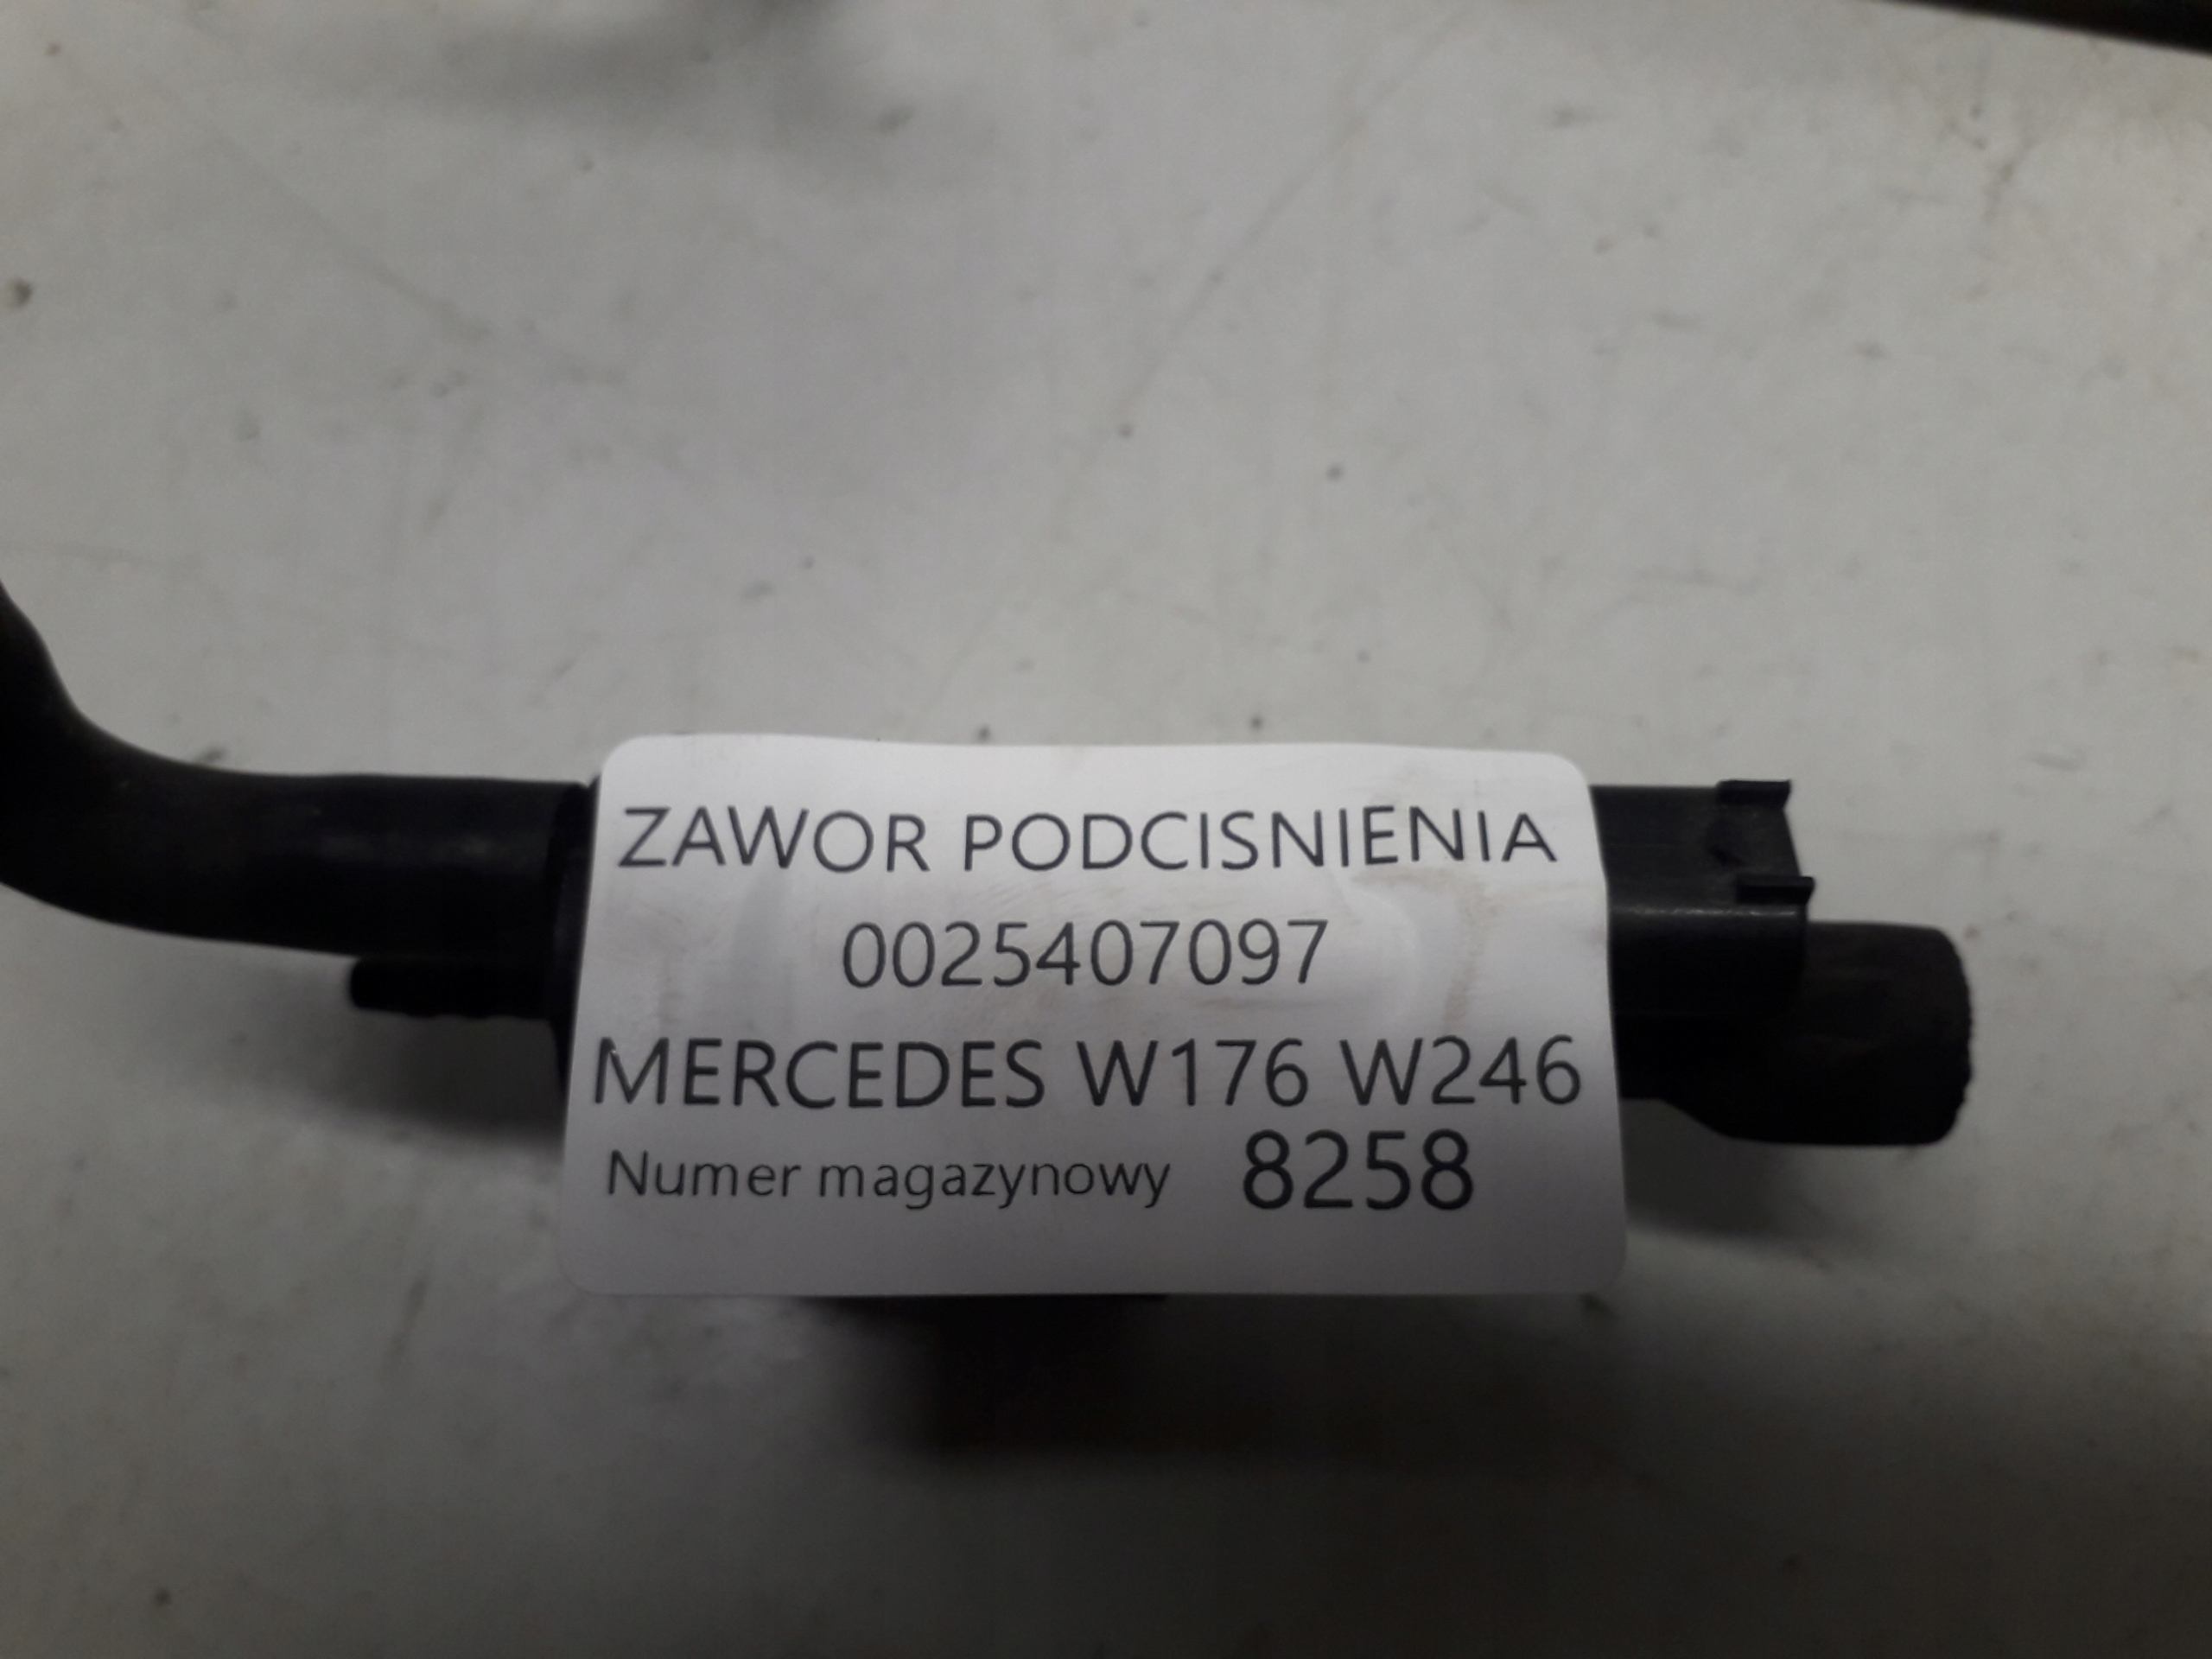 ZAWOR PODCISNIENIA
0025407097
MERCEDES W176 W246
Numer magazynowy 8258